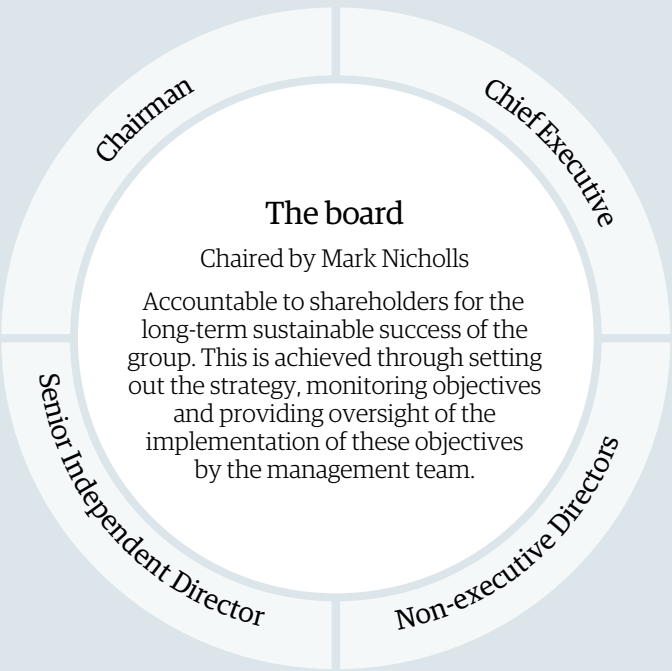 Chairman
Chief Executive
The board
Chaired by Mark Nicholls
Accountable to shareholders for the
long-term sustainable success of the
group. This is achieved through setting
out the strategy, monitoring objectives
and providing oversight of the
implementation of these objectives
by the management team.
Senior Independent Director
Non-executive Directors